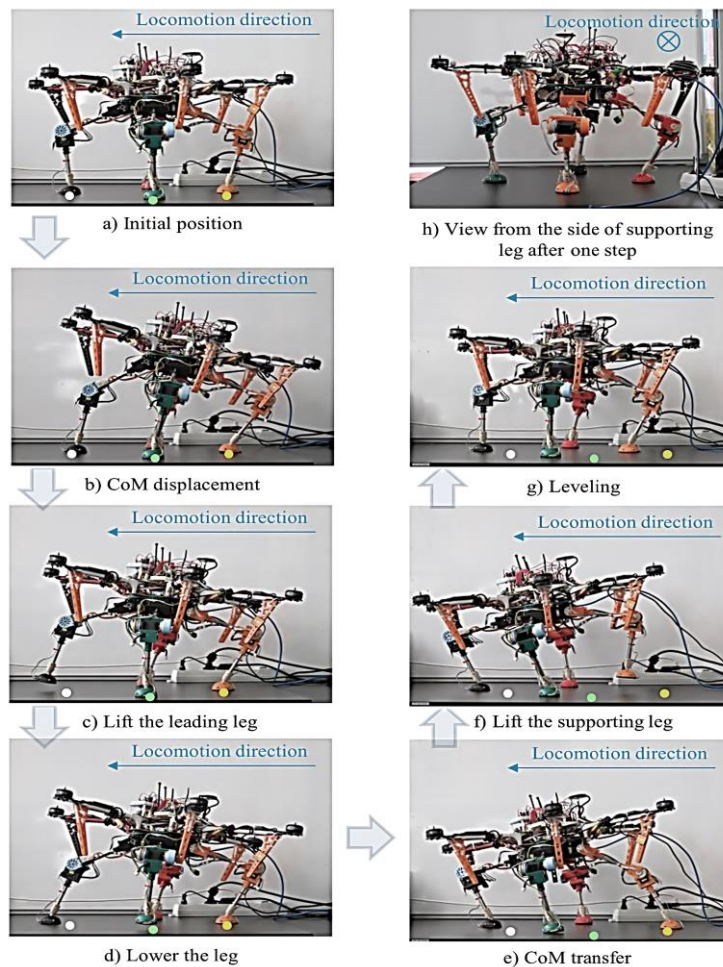 Locomotion direction
a) Initial position
Locomotion direction
b) CoM displacement
Locomotion direction
c) Lift the leading leg
Locomotion direction
d) Lower the leg
Locomotion direction
e) CoM transfer
Locomotion direction
f) Lift the supporting leg
Locomotion direction
g) Leveling
Locomotion direction
h) View from the side of supporting
leg after one step